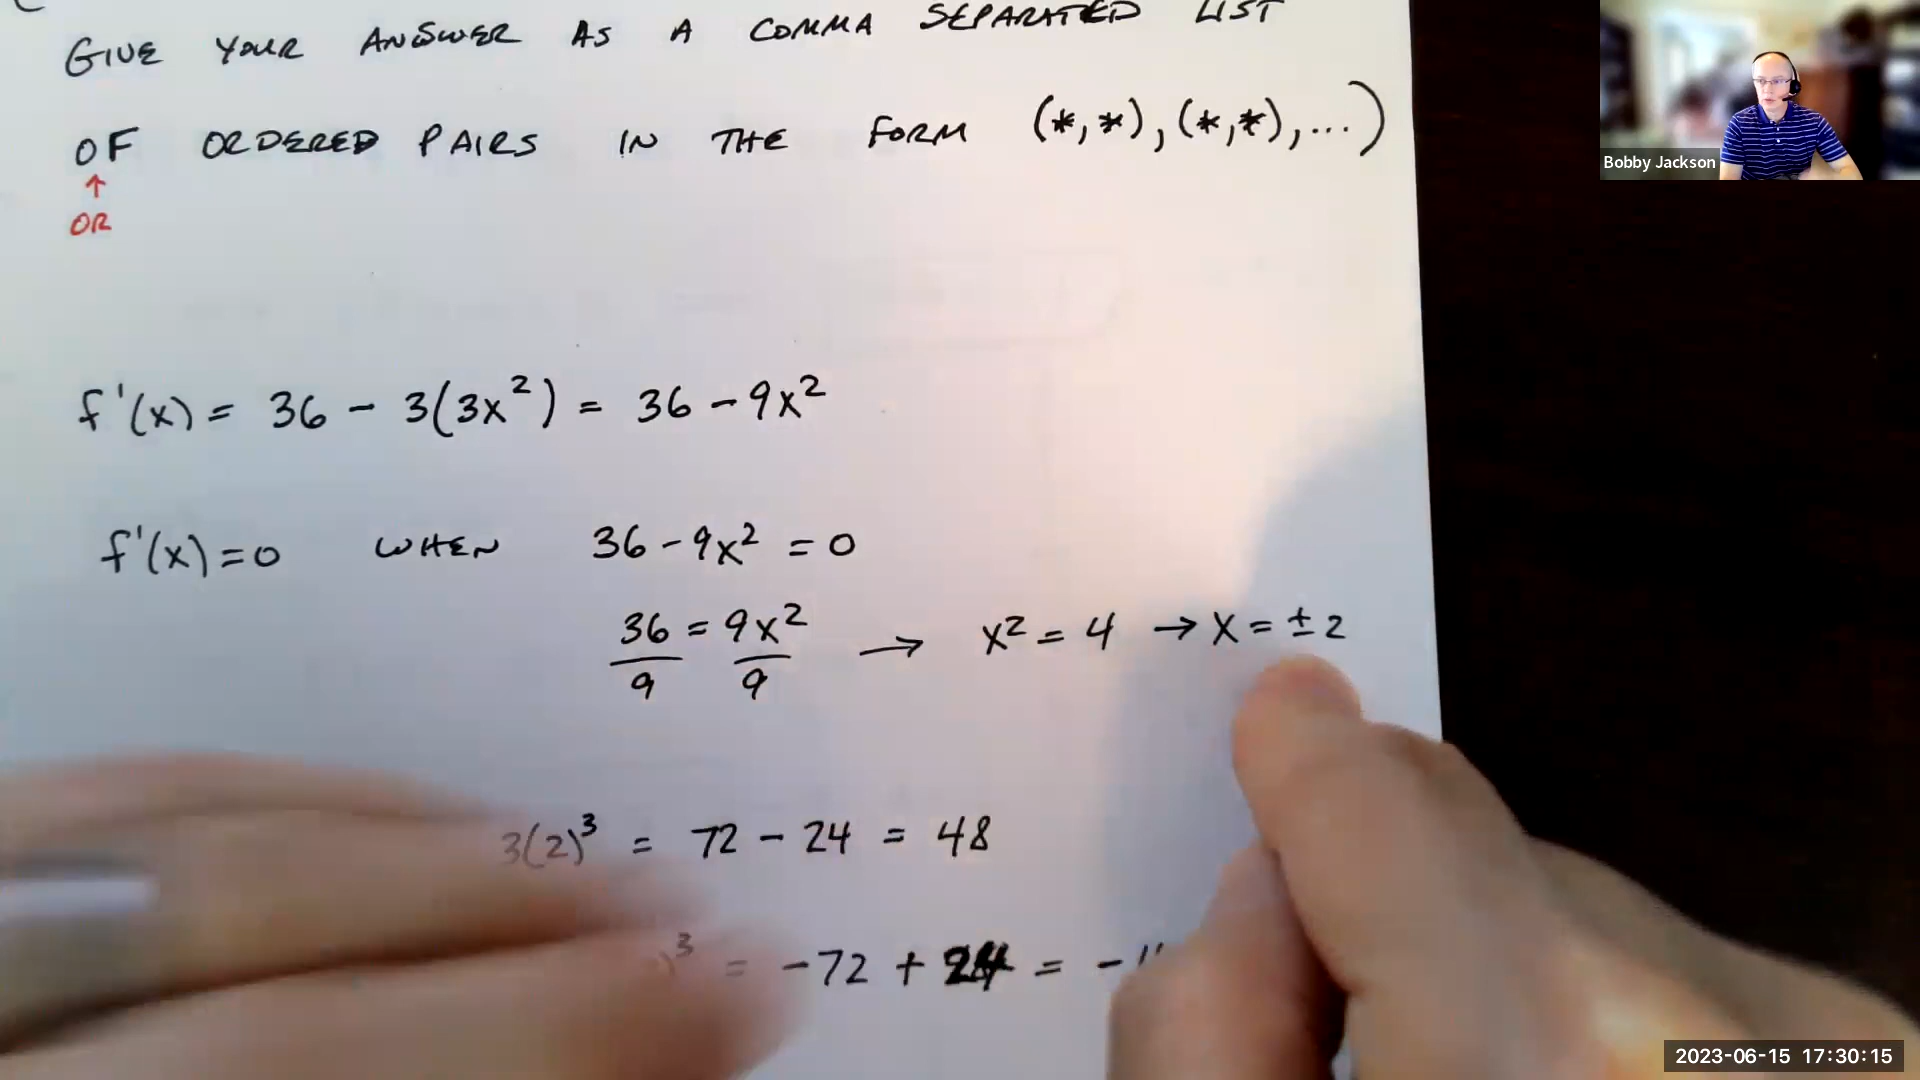 GIVE YOUR ANSWER AS A COMMA SEPARATED LIST
OF ORDERED PAIRS IN THE FORM (*,*),(*,*),...)
↑
OR
f'(x) = 36 - 3(3x²) = 36 - 9x²
f'(x)=0 WHEN 36-9x² = 0
36/9 = 9x²/9 → x² = 4 → x = ±2
3(2)³ = 72 - 24 = 48
)³ = -72 + 24 = -
Bobby Jackson
2023-06-15 17:30:15